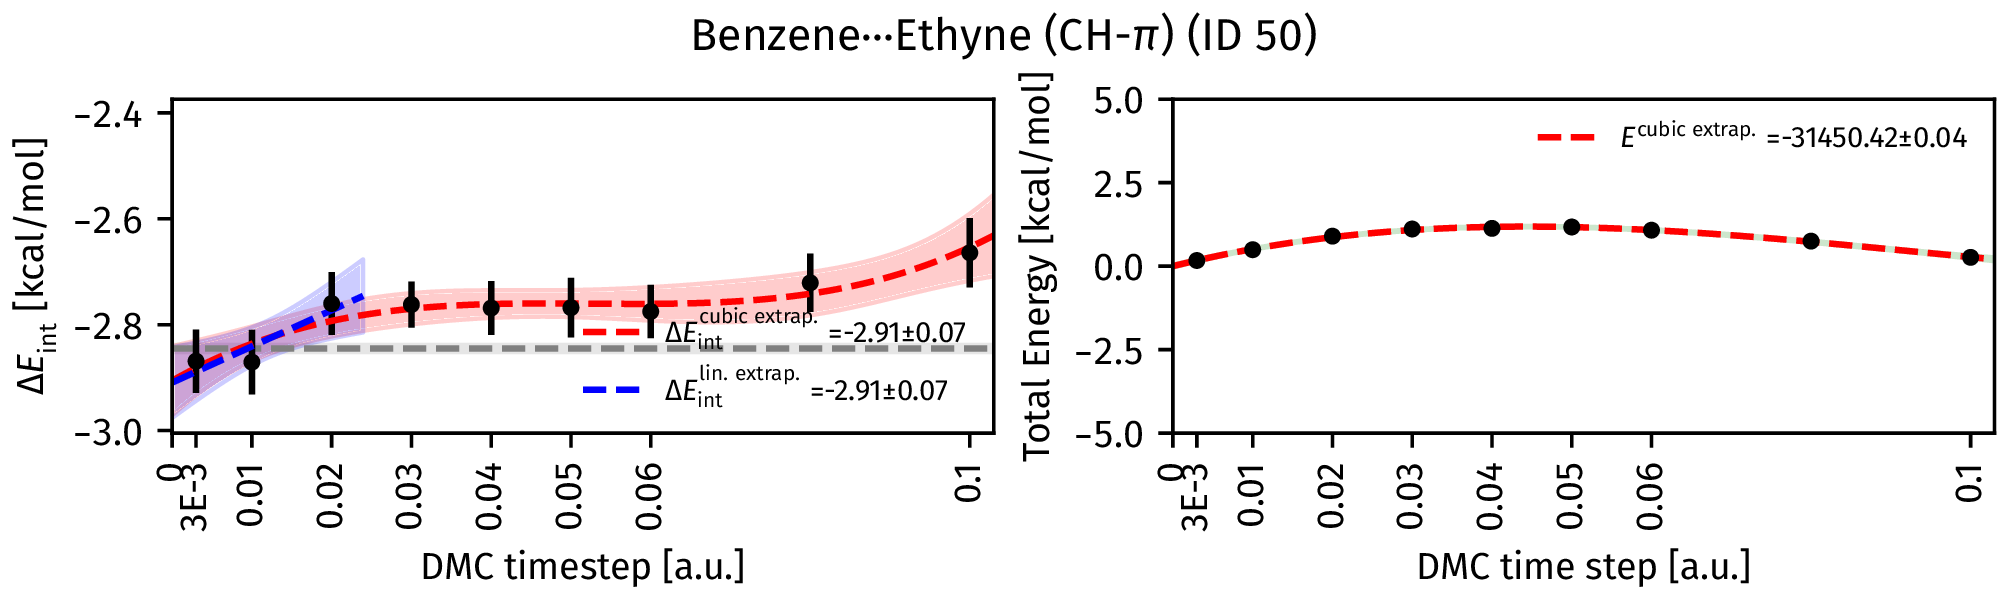 Benzene···Ethyne (CH-π) (ID 50)
ΔE_int [kcal/mol]
−2.4
−2.6
−2.8
−3.0
ΔE_int^cubic extrap. =-2.91±0.07
ΔE_int^lin. extrap. =-2.91±0.07
0
3E-3
0.01
0.02
0.03
0.04
0.05
0.06
0.1
DMC timestep [a.u.]
Total Energy [kcal/mol]
5.0
2.5
0.0
−2.5
−5.0
E^cubic extrap. =-31450.42±0.04
0
3E-3
0.01
0.02
0.03
0.04
0.05
0.06
0.1
DMC time step [a.u.]